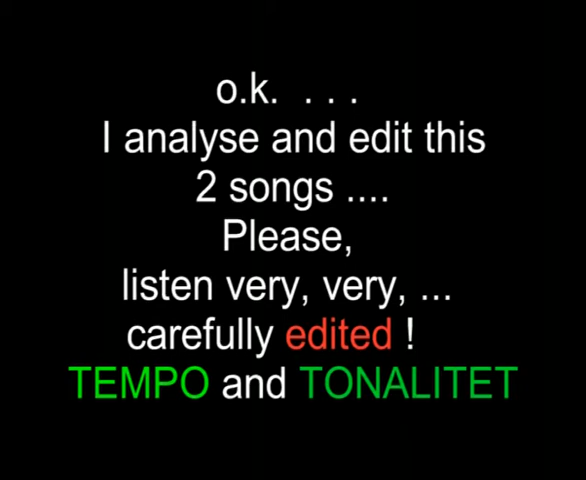 o.k. . . .
I analyse and edit this
2 songs ....
Please,
listen very, very, ...
carefully edited !
TEMPO and TONALITET